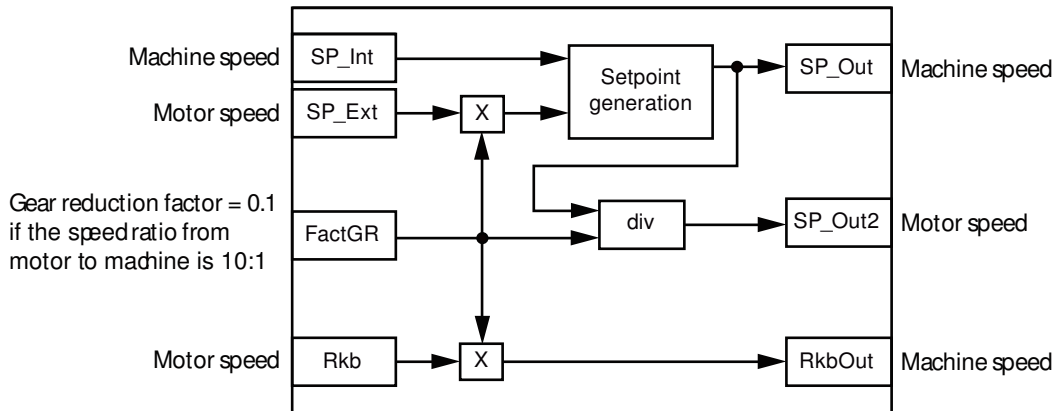 Machine speed
SP_Int
Setpoint
generation
SP_Out
Machine speed
Motor speed
SP_Ext
X
Gear reduction factor = 0.1
if the speed ratio from
motor to machine is 10:1
FactGR
div
SP_Out2
Motor speed
Motor speed
Rkb
X
RkbOut
Machine speed